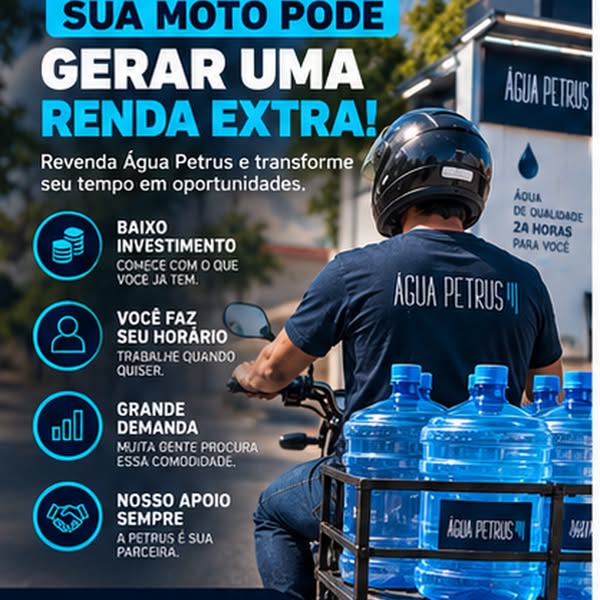 SUA MOTO PODE
GERAR UMA
RENDA EXTRA!
Revenda Água Petrus e transforme
seu tempo em oportunidades.
BAIXO
INVESTIMENTO
COMECE COM O QUE
VOCÊ JÁ TEM.
VOCÊ FAZ
SEU HORÁRIO
TRABALHE QUANDO
QUISER.
GRANDE
DEMANDA
MUITA GENTE PROCURA
ESSA COMODIDADE.
NOSSO APOIO
SEMPRE
A PETRUS É SUA
PARCEIRA.
ÁGUA PETRUS
ÁGUA
DE QUALIDADE
24 HORAS
PARA VOCÊ
ÁGUA PETRUS
ÁGUA PETRUS